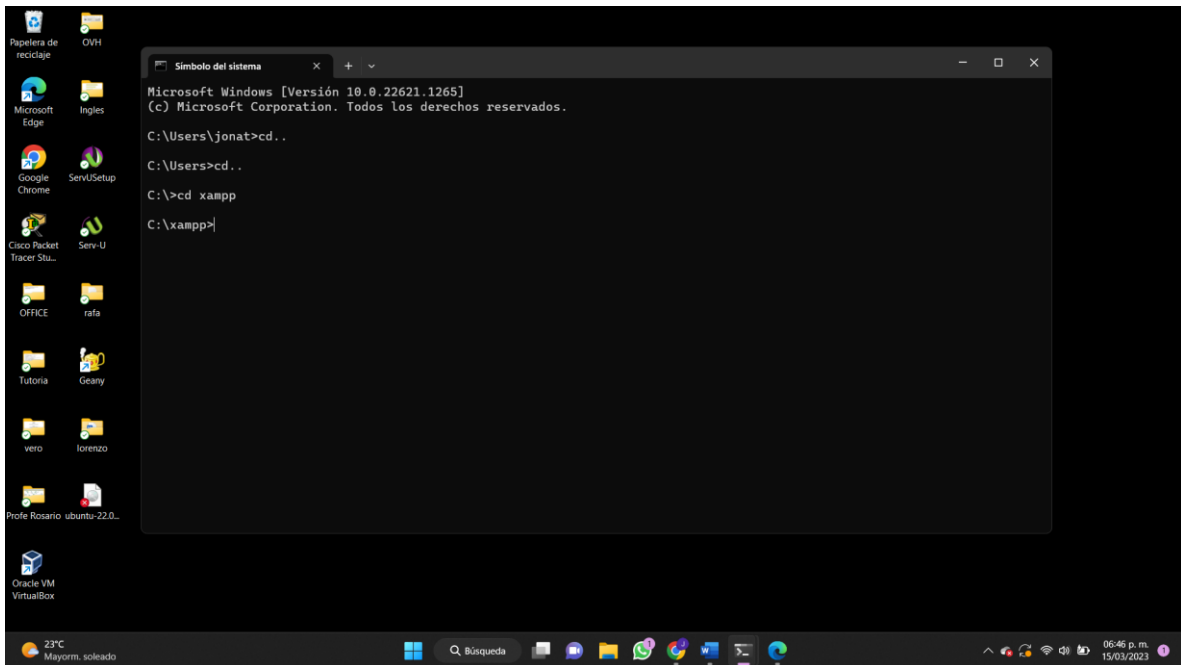 Papelera de
reciclaje
OVH
Microsoft
Edge
Ingles
Google
Chrome
ServUSetup
Cisco Packet
Tracer Stu...
Serv-U
OFFICE
rafa
Tutoria
Geany
vero
lorenzo
Profe Rosario
ubuntu-22.0...
Oracle VM
VirtualBox
Símbolo del sistema
Microsoft Windows [Versión 10.0.22621.1265]
(c) Microsoft Corporation. Todos los derechos reservados.
C:\Users\jonat>cd..
C:\Users>cd..
C:\>cd xampp
C:\xampp>
23°C
Mayorm. soleado
Búsqueda
06:46 p. m.
15/03/2023
1